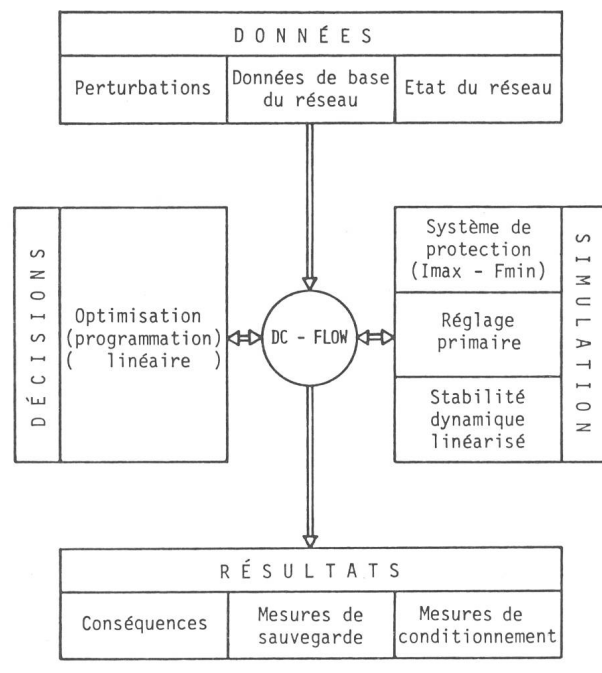 DONNÉES
Perturbations
Données de base
du réseau
Etat du réseau
DÉCISIONS
Optimisation
(programmation)
( linéaire )
DC - FLOW
Système de
protection
(Imax - Fmin)
Réglage
primaire
Stabilité
dynamique
linéarisé
SIMULATION
RÉSULTATS
Conséquences
Mesures de
sauvegarde
Mesures de
conditionnement